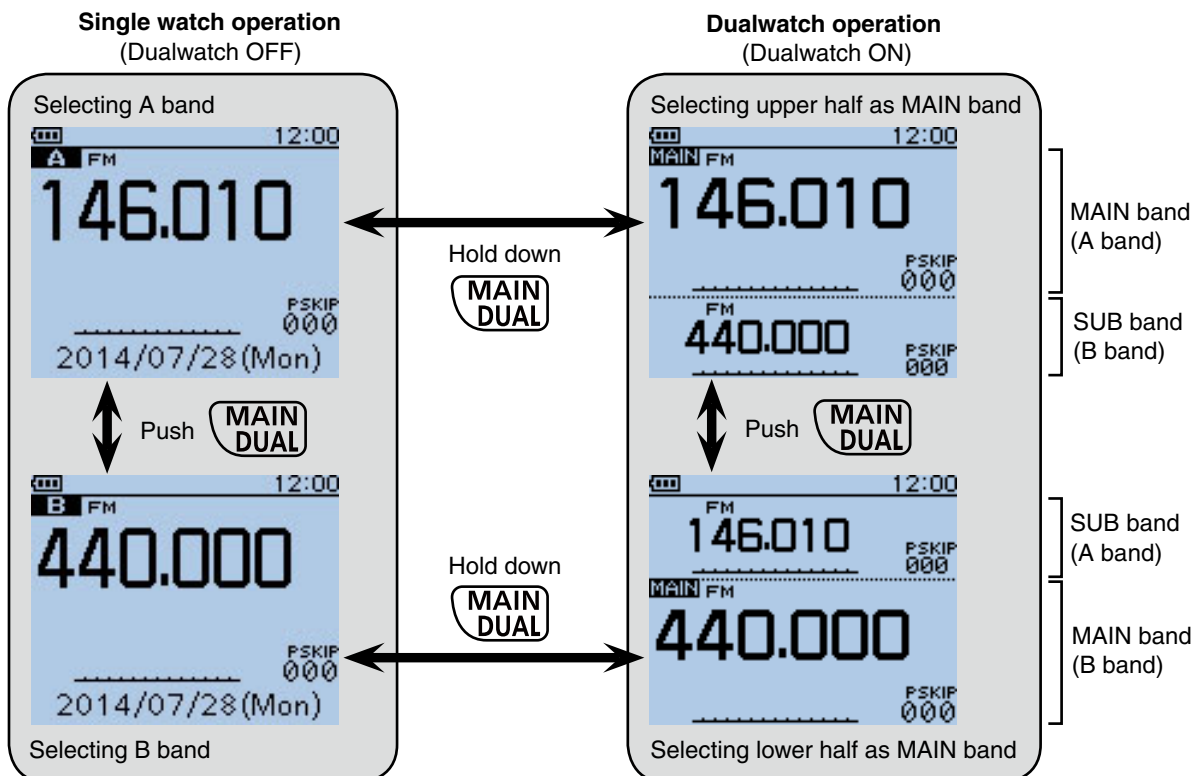 Single watch operation
(Dualwatch OFF)
Selecting A band
12:00
A FM
146.010
PSKIP
000
2014/07/28(Mon)
Push MAIN DUAL
12:00
B FM
440.000
PSKIP
000
2014/07/28(Mon)
Selecting B band
Hold down
MAIN
DUAL
Hold down
MAIN
DUAL
Dualwatch operation
(Dualwatch ON)
Selecting upper half as MAIN band
12:00
MAIN FM
146.010
PSKIP
000
FM
440.000
PSKIP
000
Push MAIN DUAL
12:00
FM
146.010
PSKIP
000
MAIN FM
440.000
PSKIP
000
Selecting lower half as MAIN band
MAIN band
(A band)
SUB band
(B band)
SUB band
(A band)
MAIN band
(B band)